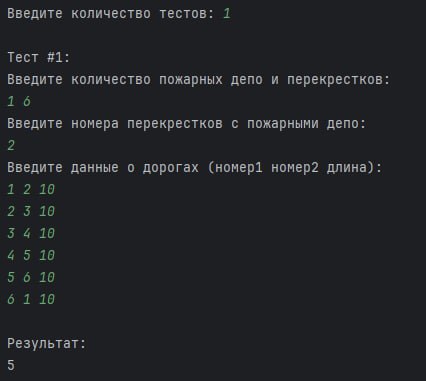 Введите количество тестов: 1
Тест #1:
Введите количество пожарных депо и перекрестков:
1 6
Введите номера перекрестков с пожарными депо:
2
Введите данные о дорогах (номер1 номер2 длина):
1 2 10
2 3 10
3 4 10
4 5 10
5 6 10
6 1 10
Результат:
5